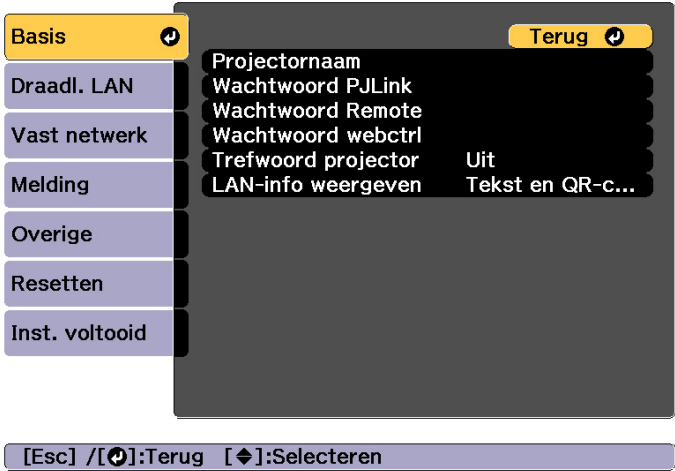 Basis
Terug
Projectornaam
Draadl. LAN
Wachtwoord PJLink
Wachtwoord Remote
Vast netwerk
Wachtwoord webctrl
Trefwoord projector Uit
Melding
LAN-info weergeven Tekst en QR-c...
Overige
Resetten
Inst. voltooid
[Esc] /[⏎]:Terug [◆]:Selecteren